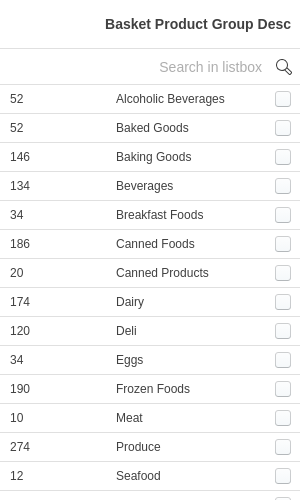 Basket Product Group Desc
Search in listbox
52 Alcoholic Beverages
52 Baked Goods
146 Baking Goods
134 Beverages
34 Breakfast Foods
186 Canned Foods
20 Canned Products
174 Dairy
120 Deli
34 Eggs
190 Frozen Foods
10 Meat
274 Produce
12 Seafood